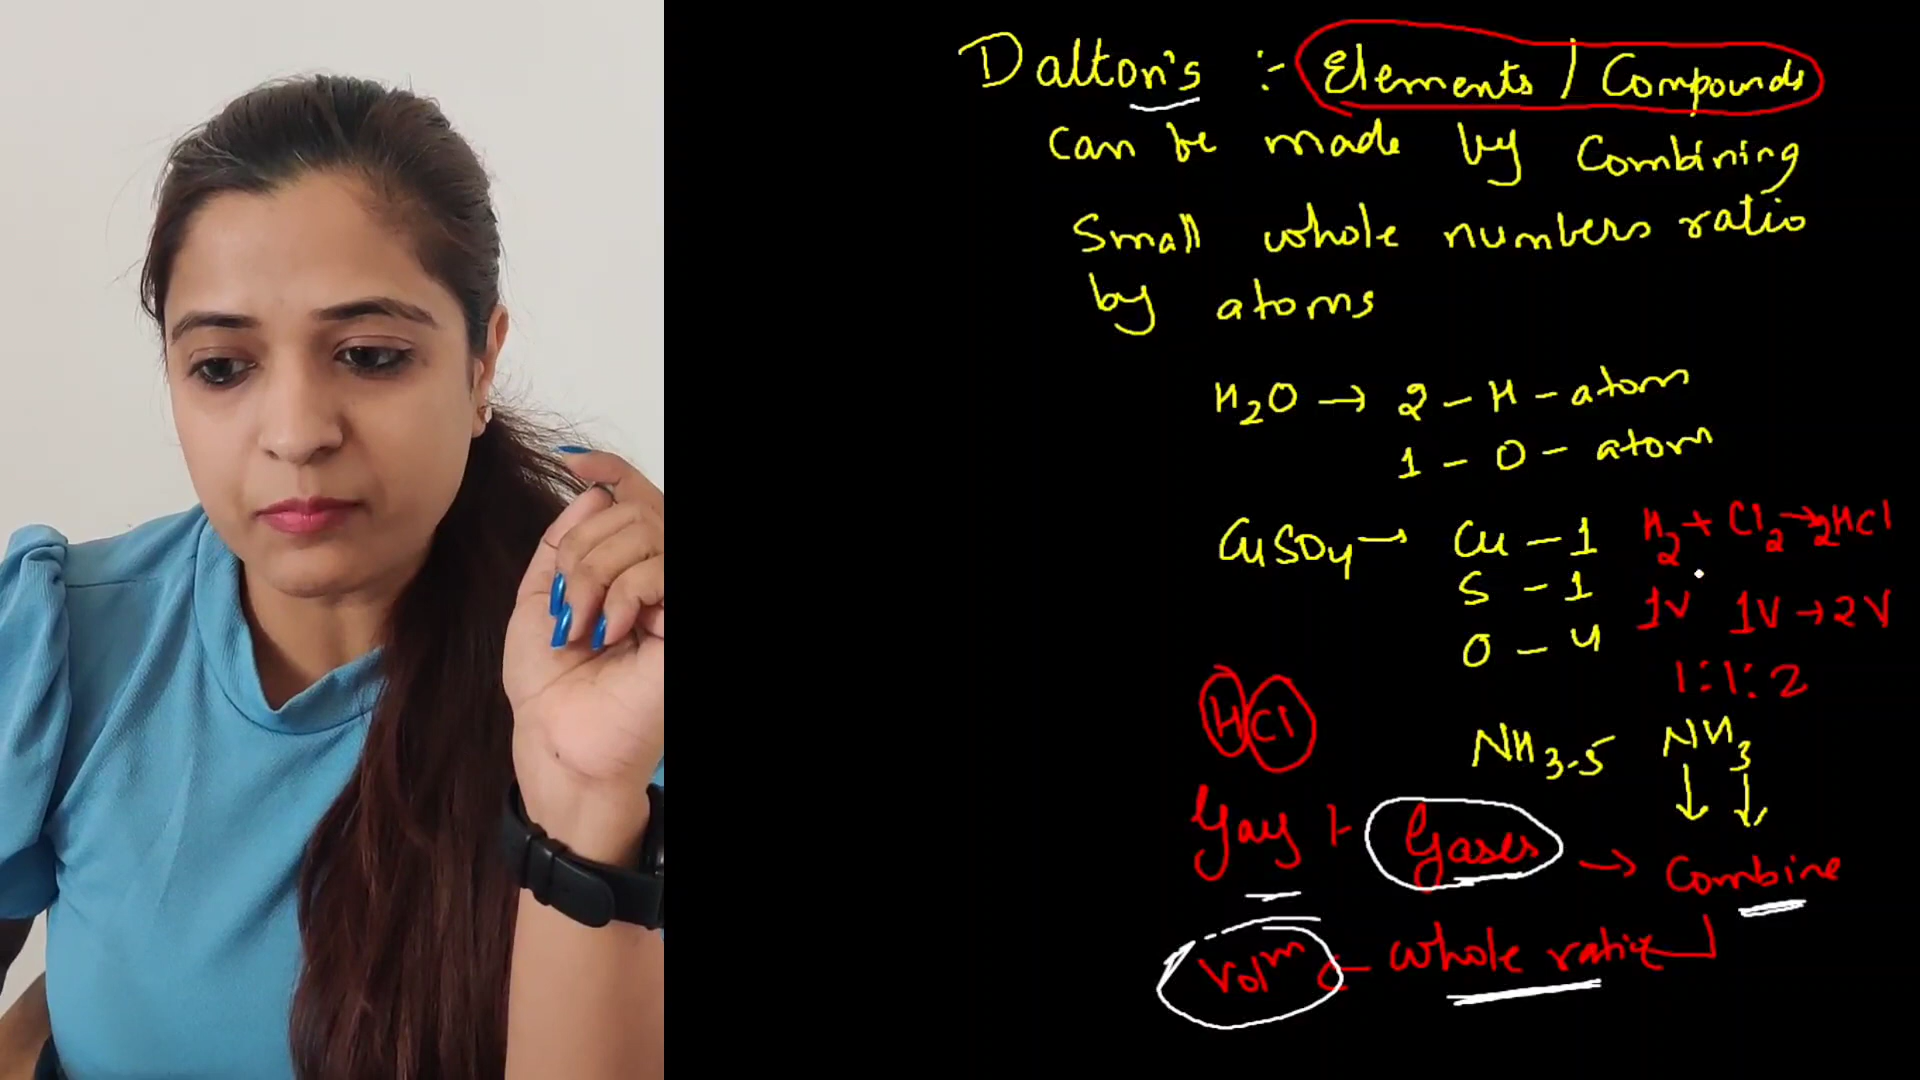 Dalton's :- Elements / Compounds
can be made by combining
Small whole numbers ratio
by atoms
H2O → 2 - H - atom
1 - O - atom
CuSO4 → Cu - 1
S - 1
O - 4
H2 + Cl2 → 2HCl
1V 1V → 2V
1:1:2
HCl
NH3.5 NH3
Gay :- Gases → Combine
Volm ← whole ratio